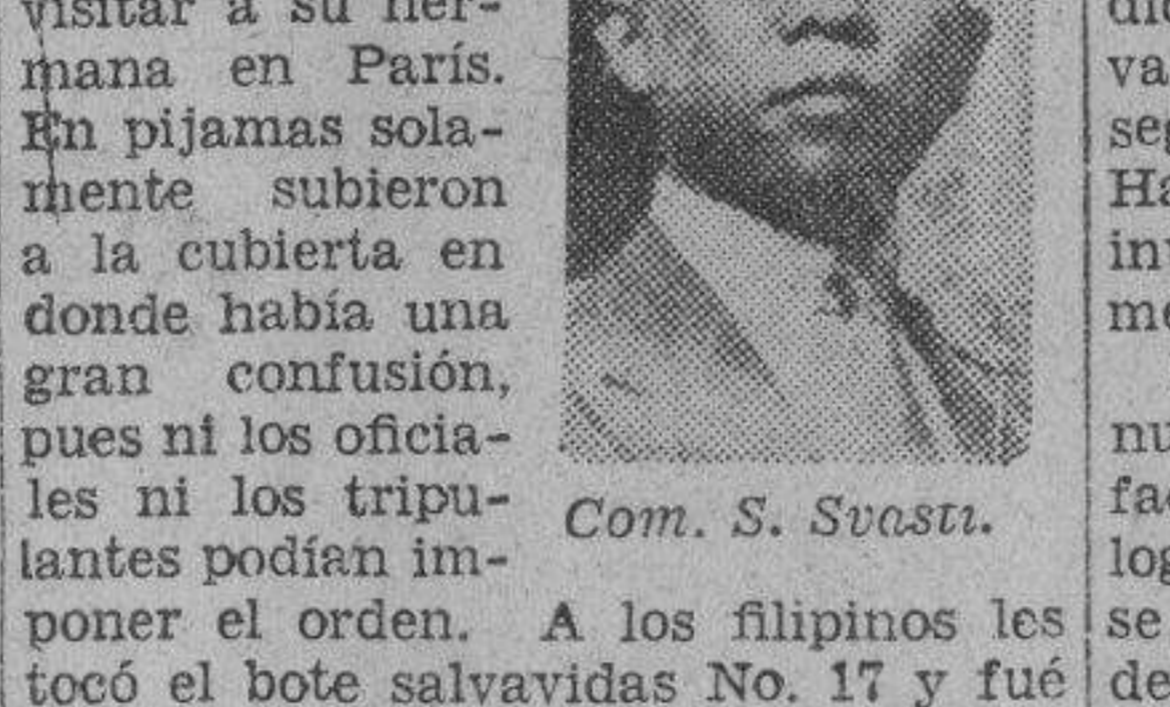 visitar a su her-
mana en París.
En pijamas sola-
mente subieron
a la cubierta en
donde había una
gran confusión,
pues ni los oficia-
les ni los tripu-
lantes podían im-
poner el orden. A los filipinos les
tocó el bote salvavidas No. 17 y fué
Com. S. Svasti.